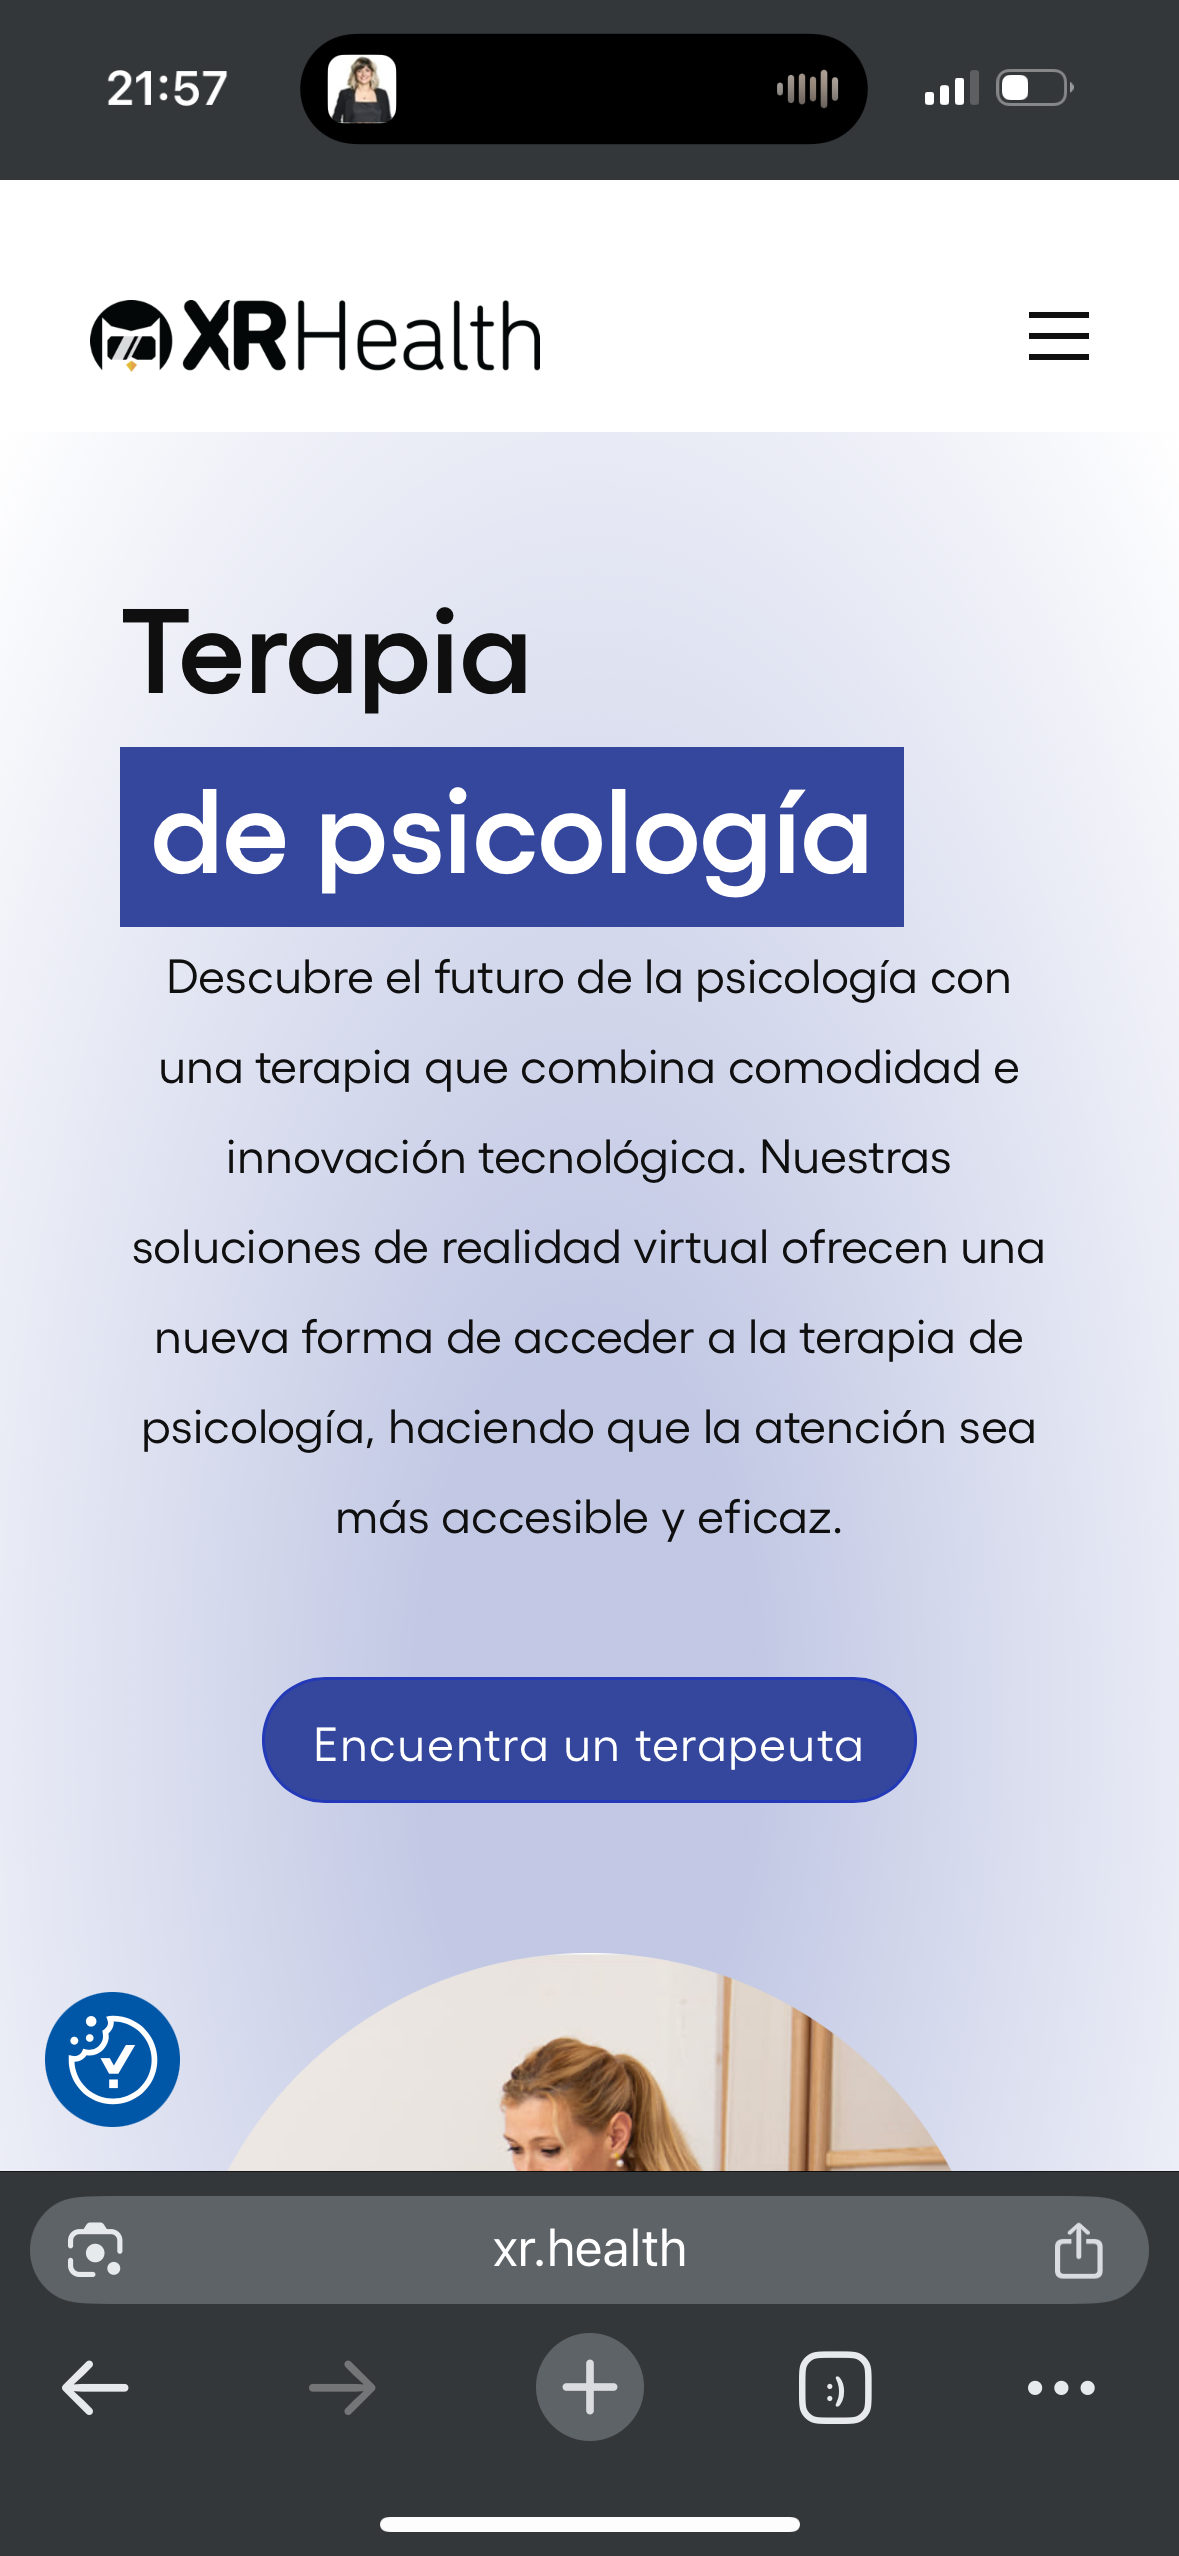 21:57
XRHealth
Terapia
de psicología
Descubre el futuro de la psicología con
una terapia que combina comodidad e
innovación tecnológica. Nuestras
soluciones de realidad virtual ofrecen una
nueva forma de acceder a la terapia de
psicología, haciendo que la atención sea
más accesible y eficaz.
Encuentra un terapeuta
xr.health
:)